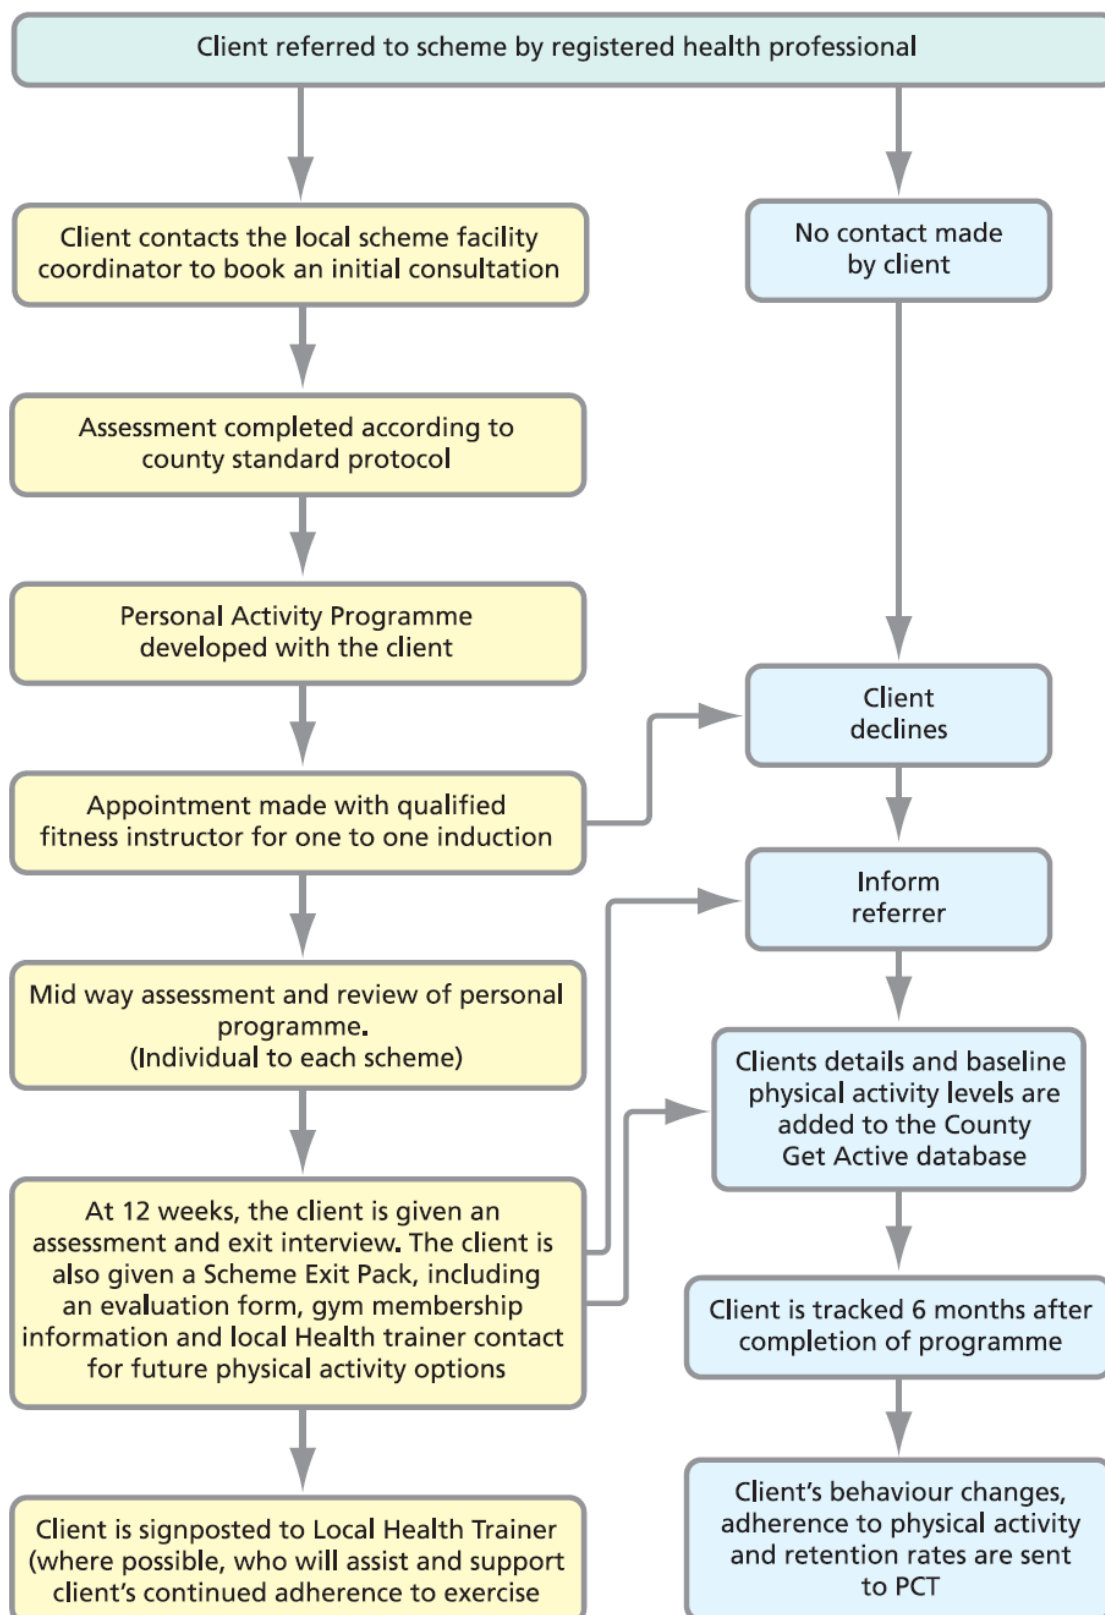 Client referred to scheme by registered health professional
Client contacts the local scheme facility
coordinator to book an initial consultation
No contact made
by client
Assessment completed according to
county standard protocol
Personal Activity Programme
developed with the client
Client
declines
Appointment made with qualified
fitness instructor for one to one induction
Inform
referrer
Mid way assessment and review of personal
programme.
(Individual to each scheme)
Clients details and baseline
physical activity levels are
added to the County
Get Active database
At 12 weeks, the client is given an
assessment and exit interview. The client is
also given a Scheme Exit Pack, including
an evaluation form, gym membership
information and local Health trainer contact
for future physical activity options
Client is tracked 6 months after
completion of programme
Client is signposted to Local Health Trainer
(where possible, who will assist and support
client's continued adherence to exercise
Client's behaviour changes,
adherence to physical activity
and retention rates are sent
to PCT